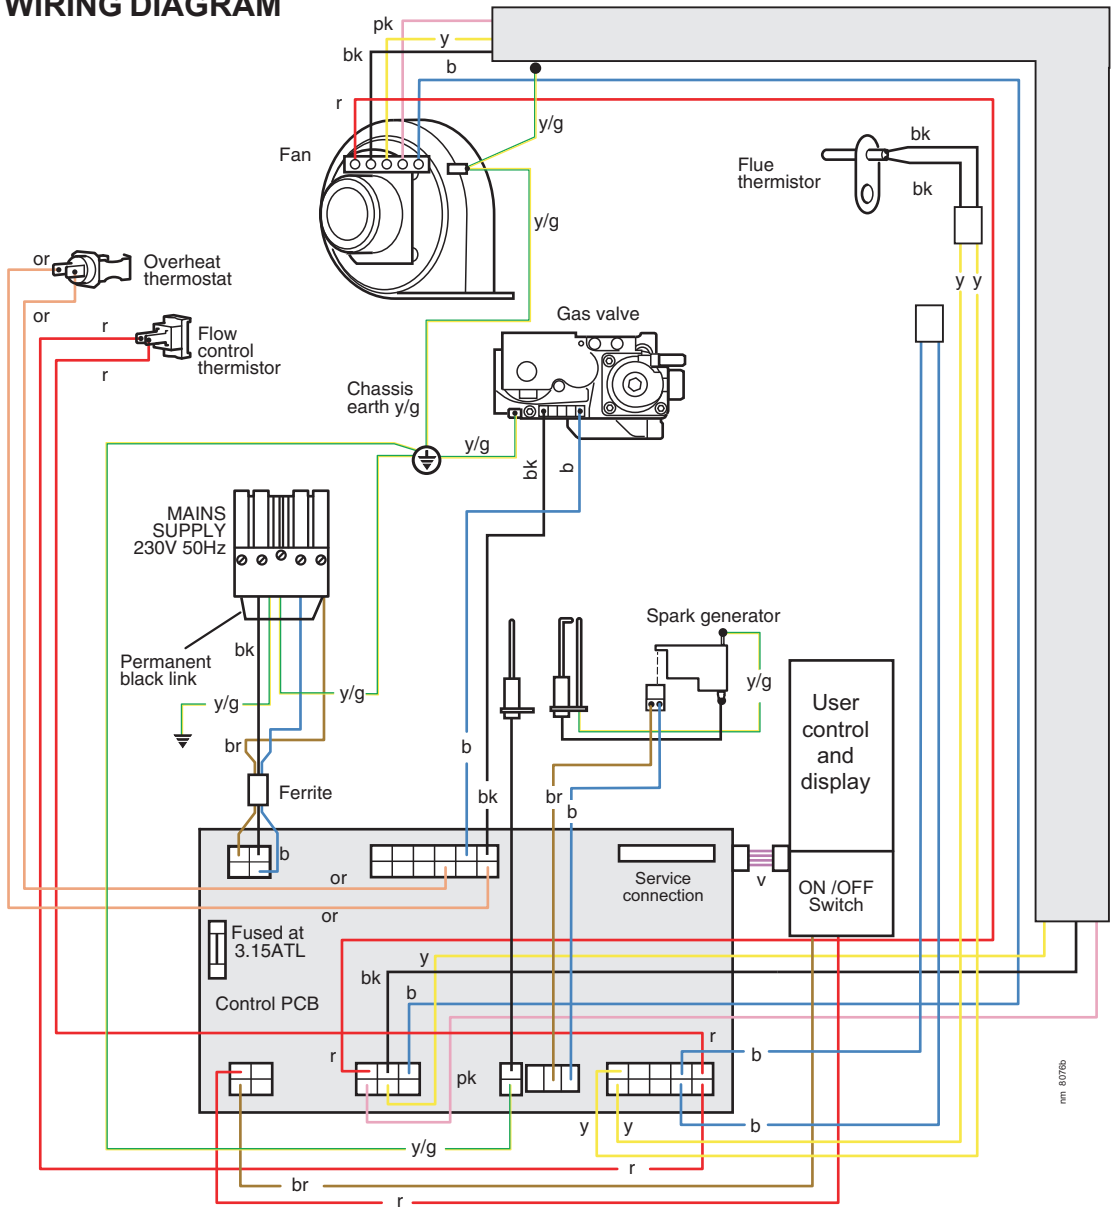 WIRING DIAGRAM
pk
y
bk
b
r
y/g
Fan
bk
Flue
thermistor
bk
y/g
or
Overheat
thermostat
y y
or
r
Flow
control
thermistor
r
Gas valve
Chassis
earth y/g
y/g
bk
b
MAINS
SUPPLY
230V 50Hz
Spark generator
bk
Permanent
black link
y/g
y/g
y/g
User
control
and
display
br
b
Ferrite
bk
br
b
b
or
Service
connection
v
ON /OFF
Switch
or
Fused at
3.15ATL
y
bk
b
Control PCB
r
r
b
pk
nm 8076b
y
y
b
y/g
r
br
r